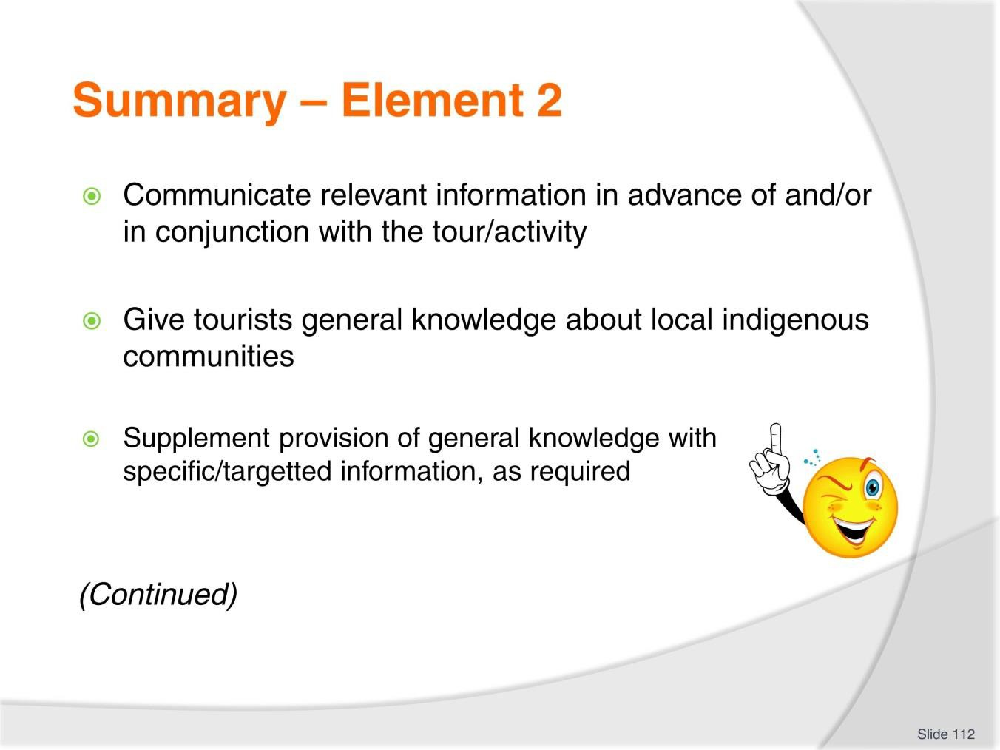 Summary – Element 2
Communicate relevant information in advance of and/or
in conjunction with the tour/activity
Give tourists general knowledge about local indigenous
communities
Supplement provision of general knowledge with
specific/targetted information, as required
(Continued)
Slide 112